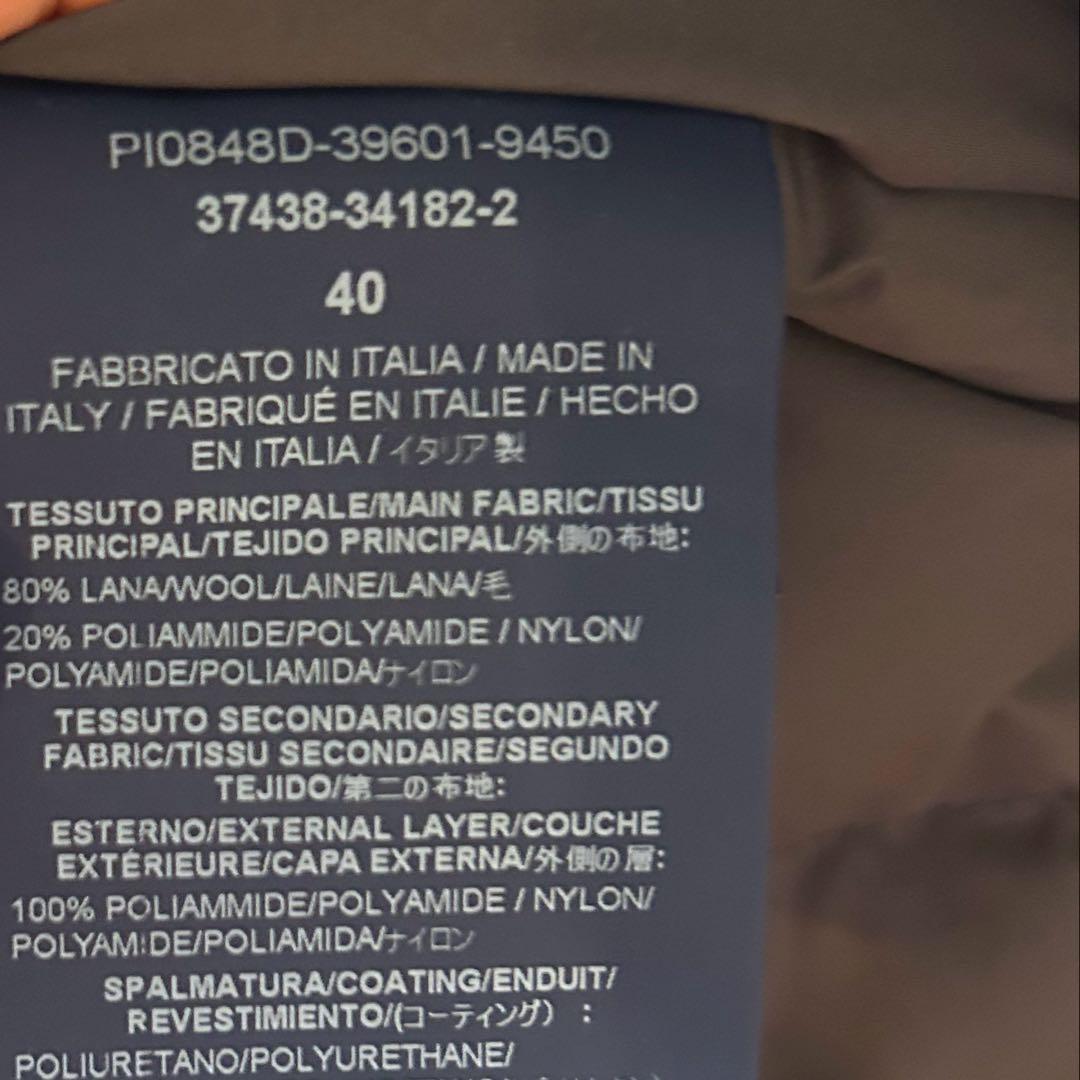 PI0848D-39601-9450
37438-34182-2
40
FABBRICATO IN ITALIA / MADE IN
ITALY / FABRIQUÉ EN ITALIE / HECHO
EN ITALIA / イタリア製
TESSUTO PRINCIPALE/MAIN FABRIC/TISSU
PRINCIPAL/TEJIDO PRINCIPAL/外側の布地:
80% LANA/WOOL/LAINE/LANA/毛
20% POLIAMMIDE/POLYAMIDE / NYLON/
POLYAMIDE/POLIAMIDA/ナイロン
TESSUTO SECONDARIO/SECONDARY
FABRIC/TISSU SECONDAIRE/SEGUNDO
TEJIDO/第二の布地:
ESTERNO/EXTERNAL LAYER/COUCHE
EXTÉRIEURE/CAPA EXTERNA/外側の層:
100% POLIAMMIDE/POLYAMIDE / NYLON/
POLYAMIDE/POLIAMIDA/ナイロン
SPALMATURA/COATING/ENDUIT/
REVESTIMIENTO/(コーティング） :
POLIURETANO/POLYURETHANE/